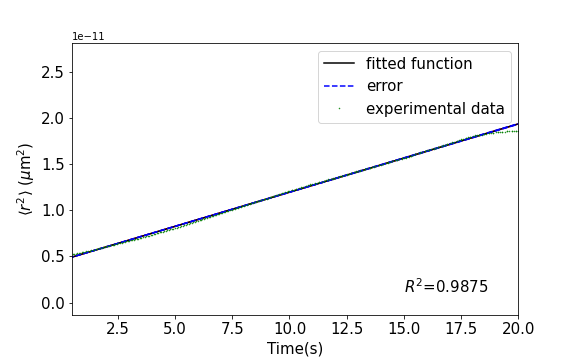 1e−11
2.5
2.0
1.5
1.0
0.5
0.0
⟨r²⟩ (μm²)
fitted function
error
experimental data
R²=0.9875
2.5 5.0 7.5 10.0 12.5 15.0 17.5 20.0
Time(s)